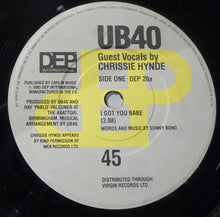 DEP
INTERNATIONAL
UB40
Guest Vocals by
CHRISSIE HYNDE
SIDE ONE DEP 20a
PUBLISHED BY CARLIN MUSIC.
© 1985 DEP INTERNATIONAL.
MANUFACTURED IN THE UK.
PRODUCED BY UB40 AND
RAY 'PABLO' FALCONER AT
THE ABATTOIR,
BIRMINGHAM. MUSICAL
ARRANGEMENT BY UB40.
I GOT YOU BABE
(3.08)
WORDS AND MUSIC BY SONNY BONO
CHRISSIE HYNDE APPEARS
BY KIND PERMISSION OF
WEA RECORDS LTD.
45
DISTRIBUTED THROUGH
VIRGIN RECORDS LTD.